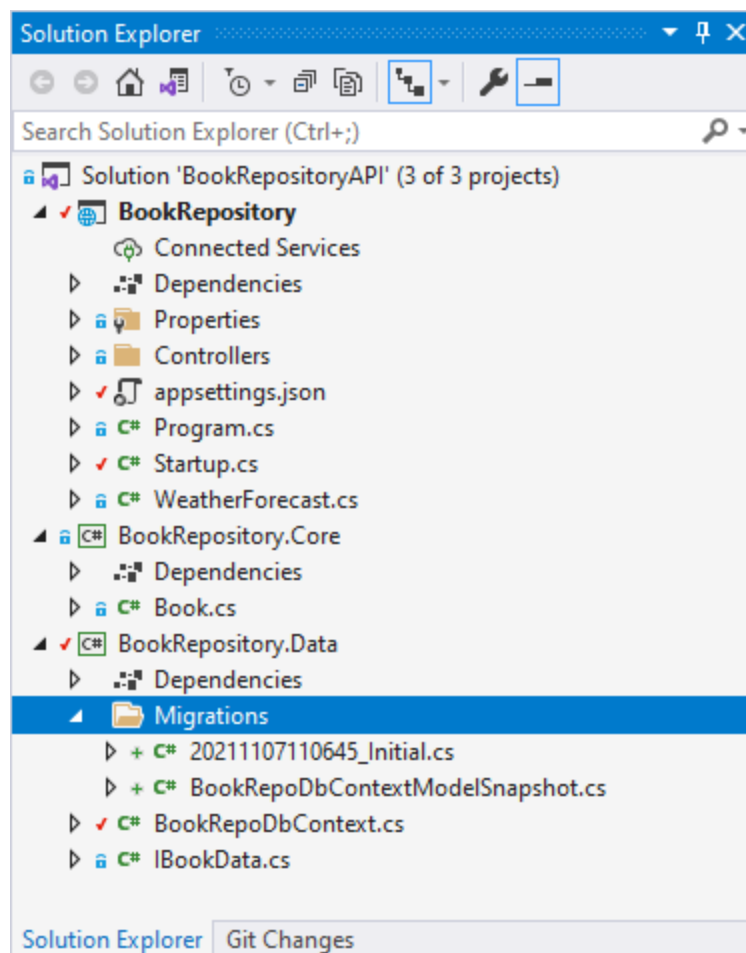 Solution Explorer
Search Solution Explorer (Ctrl+;)
Solution 'BookRepositoryAPI' (3 of 3 projects)
BookRepository
Connected Services
Dependencies
Properties
Controllers
appsettings.json
C# Program.cs
C# Startup.cs
C# WeatherForecast.cs
C# BookRepository.Core
Dependencies
C# Book.cs
C# BookRepository.Data
Dependencies
Migrations
+ C# 20211107110645_Initial.cs
+ C# BookRepoDbContextModelSnapshot.cs
C# BookRepoDbContext.cs
C# IBookData.cs
Solution Explorer Git Changes